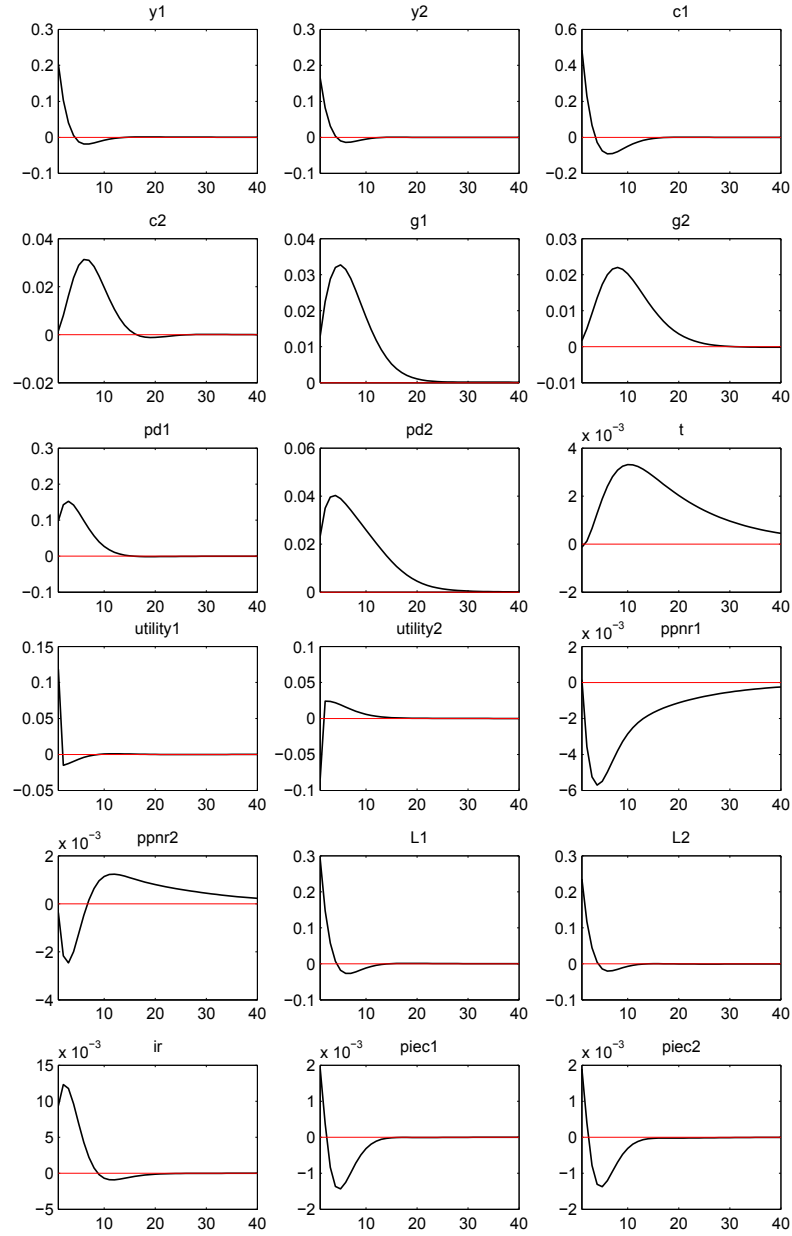 y1 y2 c1
0.3 0.3 0.6
0.2 0.2 0.4
0.1 0.1 0.2
0 0 0
−0.1 −0.1 −0.2
10 20 30 40 10 20 30 40 10 20 30 40
c2 g1 g2
0.04 0.04 0.03
0.02 0.03 0.02
0 0.02 0.01
−0.02 0.01 0
0 −0.01
10 20 30 40 10 20 30 40 10 20 30 40
pd1 pd2 t
x 10−3
0.3 0.06 4
0.2 0.04 2
0.1 0.02 0
0 0 −2
−0.1
10 20 30 40 10 20 30 40 10 20 30 40
utility1 utility2 ppnr1
x 10−3
0.15 0.1 2
0.1 0.05 0
0.05 0 −2
0 −0.05 −4
−0.05 −0.1 −6
10 20 30 40 10 20 30 40 10 20 30 40
ppnr2 L1 L2
x 10−3
2 0.3 0.3
0 0.2 0.2
−2 0.1 0.1
−4 0 0
−0.1 −0.1
10 20 30 40 10 20 30 40 10 20 30 40
ir piec1 piec2
x 10−3 x 10−3 x 10−3
15 2 2
10 1 1
5 0 0
0 −1 −1
−5 −2 −2
10 20 30 40 10 20 30 40 10 20 30 40